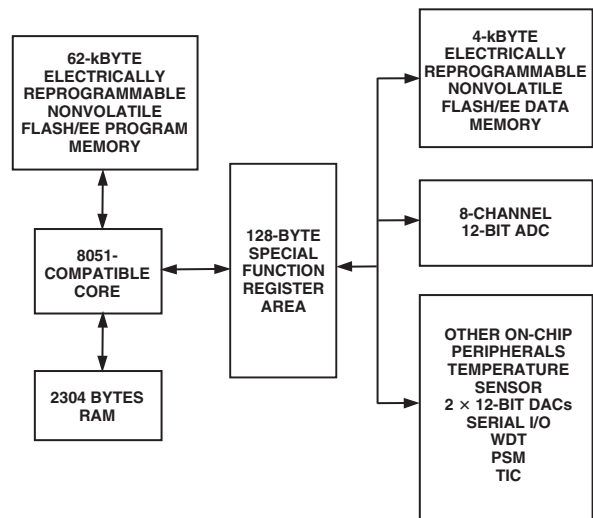 62-kBYTE
ELECTRICALLY
REPROGRAMMABLE
NONVOLATILE
FLASH/EE PROGRAM
MEMORY
8051-
COMPATIBLE
CORE
2304 BYTES
RAM
128-BYTE
SPECIAL
FUNCTION
REGISTER
AREA
4-kBYTE
ELECTRICALLY
REPROGRAMMABLE
NONVOLATILE
FLASH/EE DATA
MEMORY
8-CHANNEL
12-BIT ADC
OTHER ON-CHIP
PERIPHERALS
TEMPERATURE
SENSOR
2 × 12-BIT DACs
SERIAL I/O
WDT
PSM
TIC